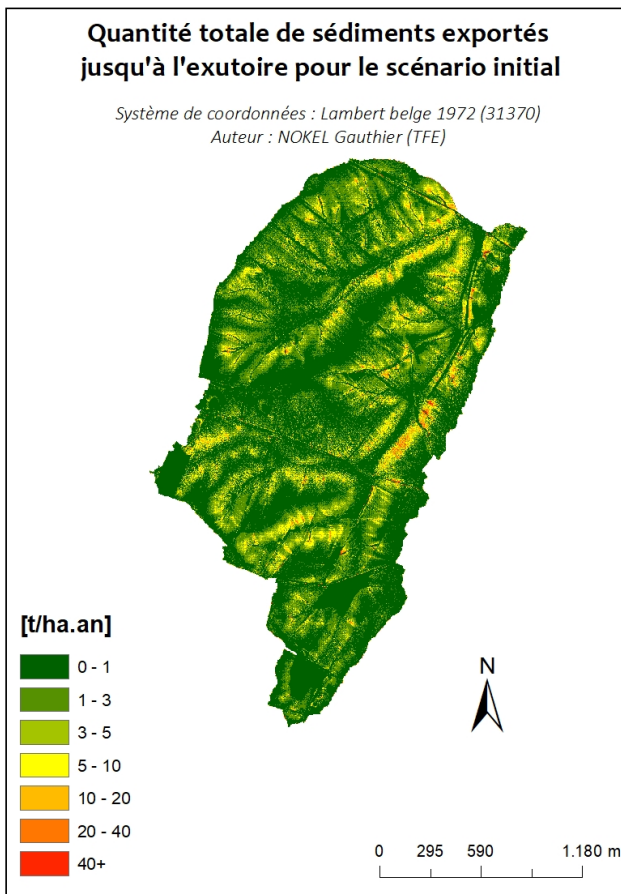 Quantité totale de sédiments exportés
jusqu'à l'exutoire pour le scénario initial
Système de coordonnées : Lambert belge 1972 (31370)
Auteur : NOKEL Gauthier (TFE)
[t/ha.an]
0 - 1
1 - 3
3 - 5
5 - 10
10 - 20
20 - 40
40+
N
0 295 590 1.180 m